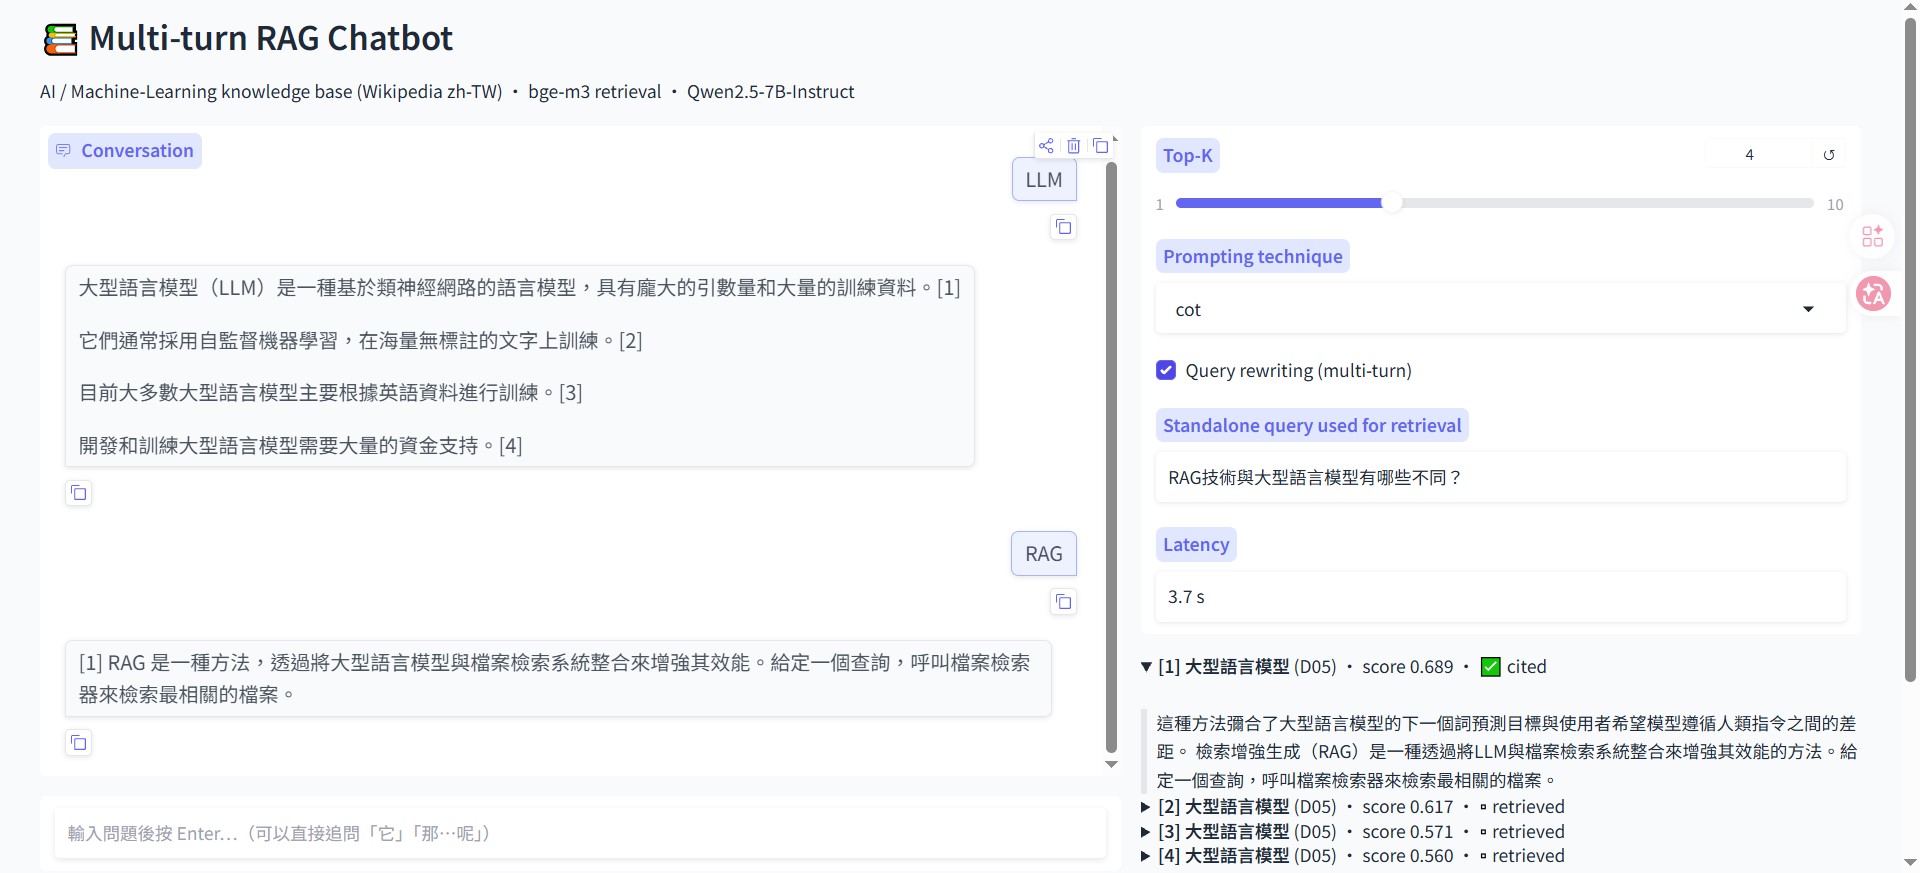 📚 Multi-turn RAG Chatbot
AI / Machine-Learning knowledge base (Wikipedia zh-TW) · bge-m3 retrieval · Qwen2.5-7B-Instruct
Conversation
LLM
大型語言模型（LLM）是一種基於類神經網路的語言模型，具有龐大的引數量和大量的訓練資料。[1]
它們通常採用自監督機器學習，在海量無標註的文字上訓練。[2]
目前大多數大型語言模型主要根據英語資料進行訓練。[3]
開發和訓練大型語言模型需要大量的資金支持。[4]
RAG
[1] RAG 是一種方法，透過將大型語言模型與檔案檢索系統整合來增強其效能。給定一個查詢，呼叫檔案檢索
器來檢索最相關的檔案。
輸入問題後按 Enter…（可以直接追問「它」「那…呢」）
Top-K
4
↺
1
10
Prompting technique
cot
Query rewriting (multi-turn)
Standalone query used for retrieval
RAG技術與大型語言模型有哪些不同？
Latency
3.7 s
▼ [1] 大型語言模型 (D05) · score 0.689 · ✅ cited
這種方法彌合了大型語言模型的下一個詞預測目標與使用者希望模型遵循人類指令之間的差
距。 檢索增強生成（RAG）是一種透過將LLM與檔案檢索系統整合來增強其效能的方法。給
定一個查詢，呼叫檔案檢索器來檢索最相關的檔案。
▶ [2] 大型語言模型 (D05) · score 0.617 · ▫ retrieved
▶ [3] 大型語言模型 (D05) · score 0.571 · ▫ retrieved
▶ [4] 大型語言模型 (D05) · score 0.560 · ▫ retrieved